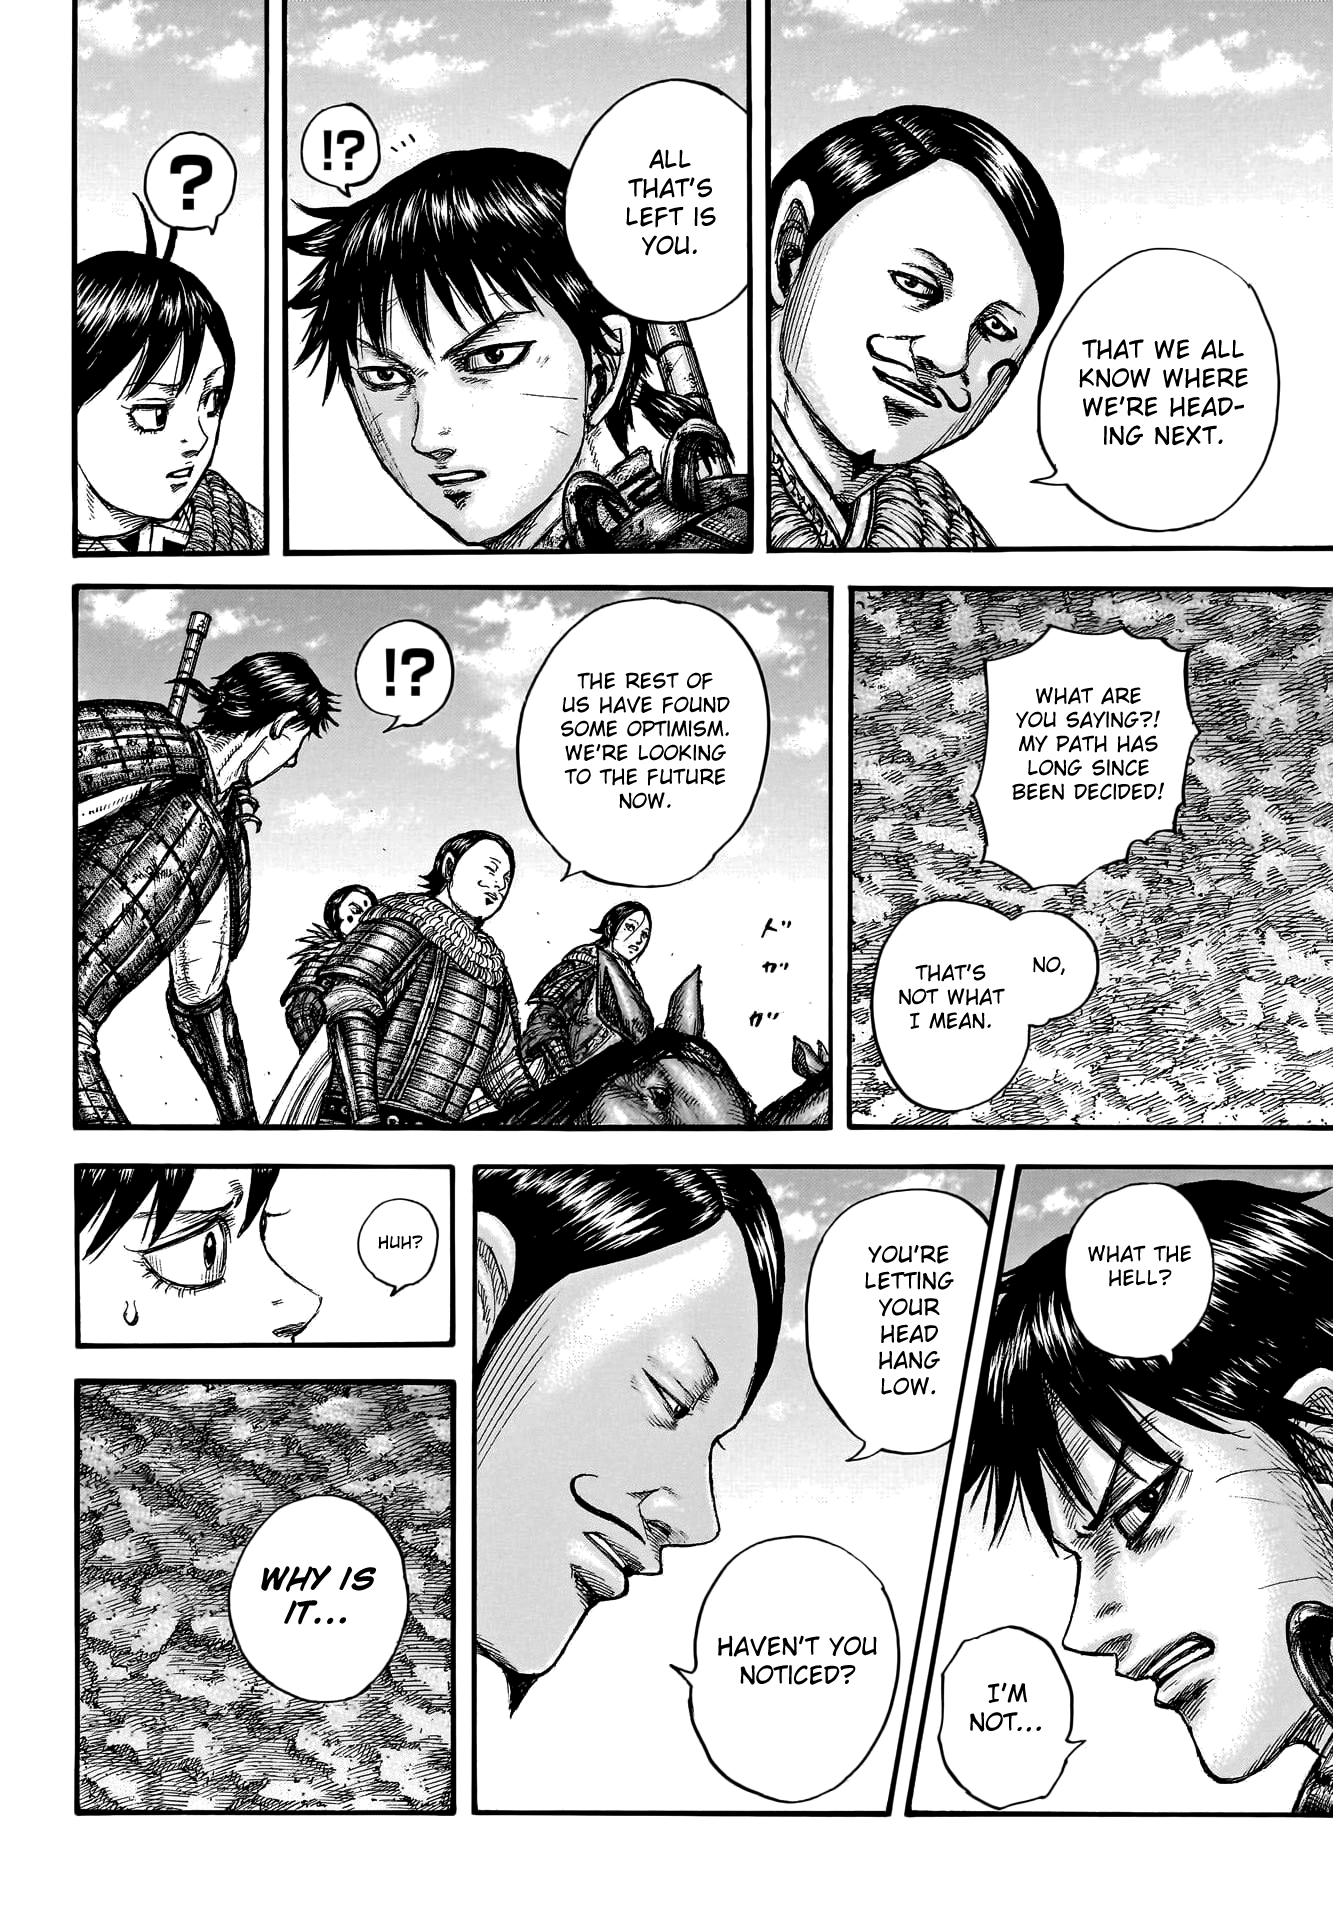 THAT WE ALL
KNOW WHERE
WE'RE HEAD-
ING NEXT.
ALL
THAT'S
LEFT IS
YOU.
!?
?
WHAT ARE
YOU SAYING?!
MY PATH HAS
LONG SINCE
BEEN DECIDED!
NO,
THAT'S
NOT WHAT
I MEAN.
THE REST OF
US HAVE FOUND
SOME OPTIMISM.
WE'RE LOOKING
TO THE FUTURE
NOW.
!?
ドガガ
WHAT THE
HELL?
I'M
NOT...
YOU'RE
LETTING
YOUR
HEAD
HANG
LOW.
HAVEN'T YOU
NOTICED?
HUH?
WHY IS
IT...